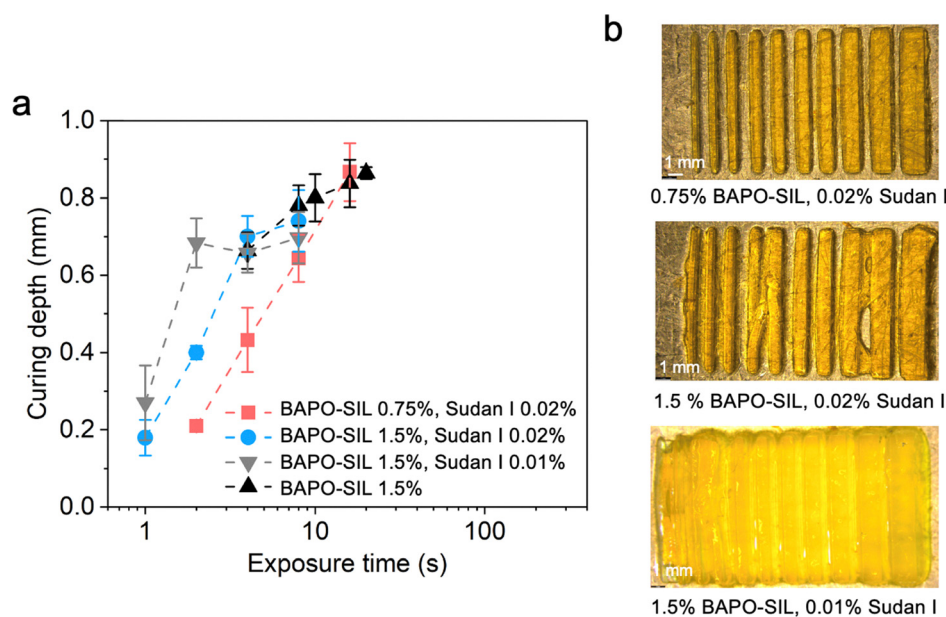 a
1.0
0.8
0.6
0.4
0.2
0.0
Curing depth (mm)
BAPO-SIL 0.75%, Sudan I 0.02%
BAPO-SIL 1.5%, Sudan I 0.02%
BAPO-SIL 1.5%, Sudan I 0.01%
BAPO-SIL 1.5%
1 10 100
Exposure time (s)
b
1 mm
0.75% BAPO-SIL, 0.02% Sudan I
1 mm
1.5 % BAPO-SIL, 0.02% Sudan I
1 mm
1.5% BAPO-SIL, 0.01% Sudan I